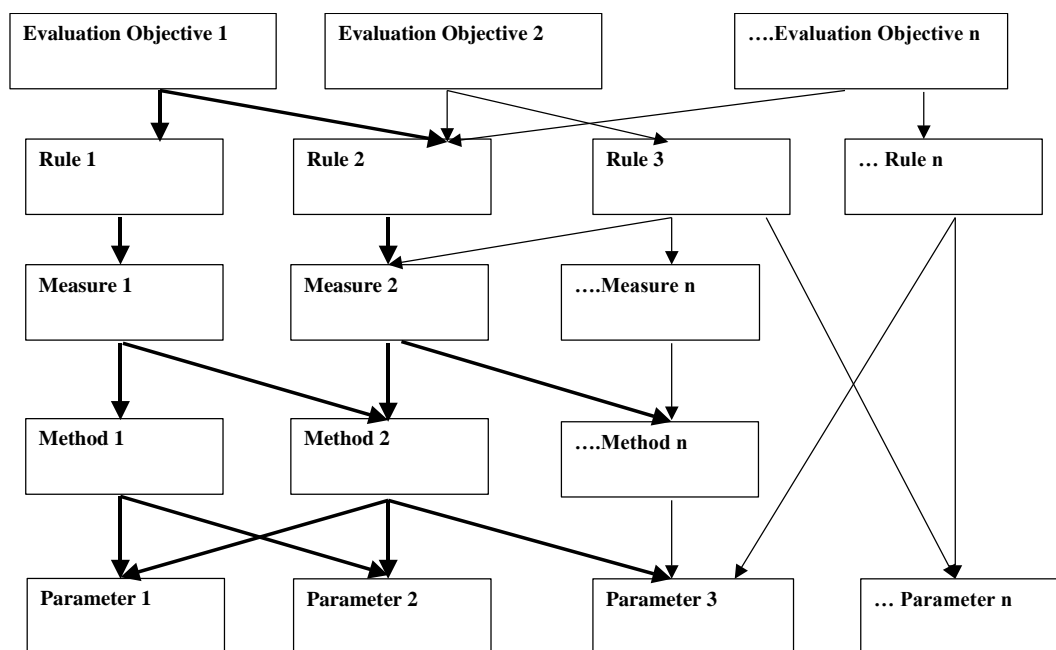 Evaluation Objective 1
Evaluation Objective 2
….Evaluation Objective n
Rule 1
Rule 2
Rule 3
… Rule n
Measure 1
Measure 2
….Measure n
Method 1
Method 2
….Method n
Parameter 1
Parameter 2
Parameter 3
… Parameter n